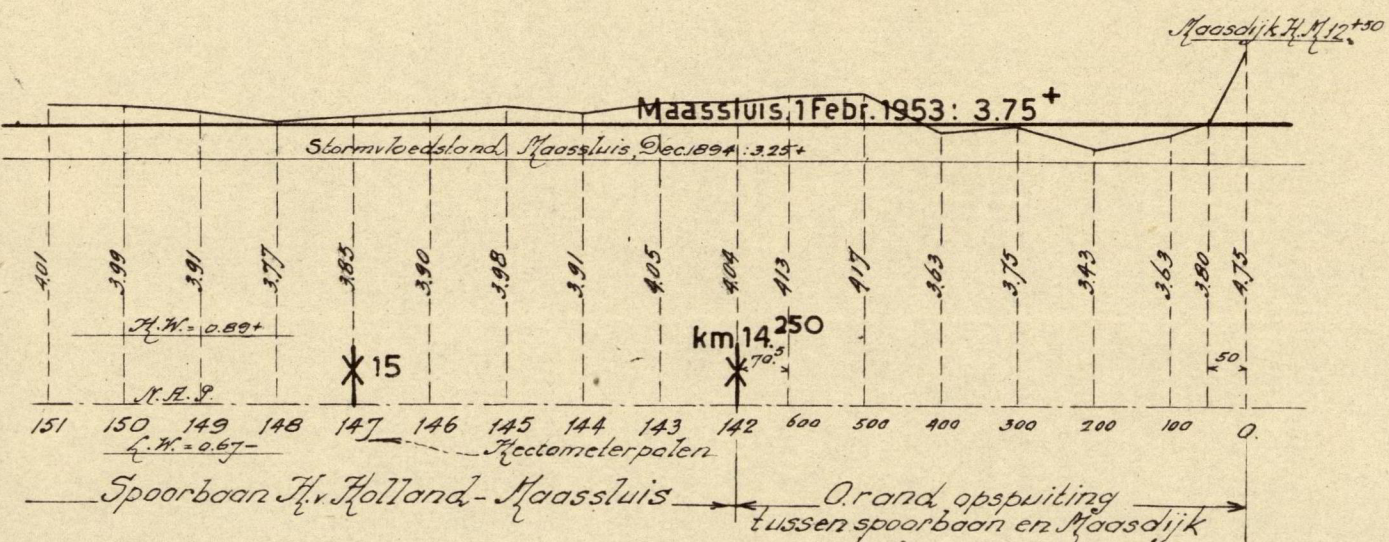 Maasdijk H.M 12+50
Maassluis, 1 Febr. 1953: 3.75+
Stormvloedstand Maassluis, Dec. 1894: 3.25+
4.01 3.99 3.91 3.77 3.85 3.90 3.98 3.91 4.05 4.04 4.13 4.17 3.63 3.75 3.43 3.63 3.80 4.75
H.W. = 0.89+
km 14.250
15
70.5
50
N.A.P.
151 150 149 148 147 146 145 144 143 142 600 500 400 300 200 100 0.
L.W. = 0.67-
Hectometerpalen
Spoorbaan H.v. Holland - Maassluis
O.rand opspuiting
tussen spoorbaan en Maasdijk